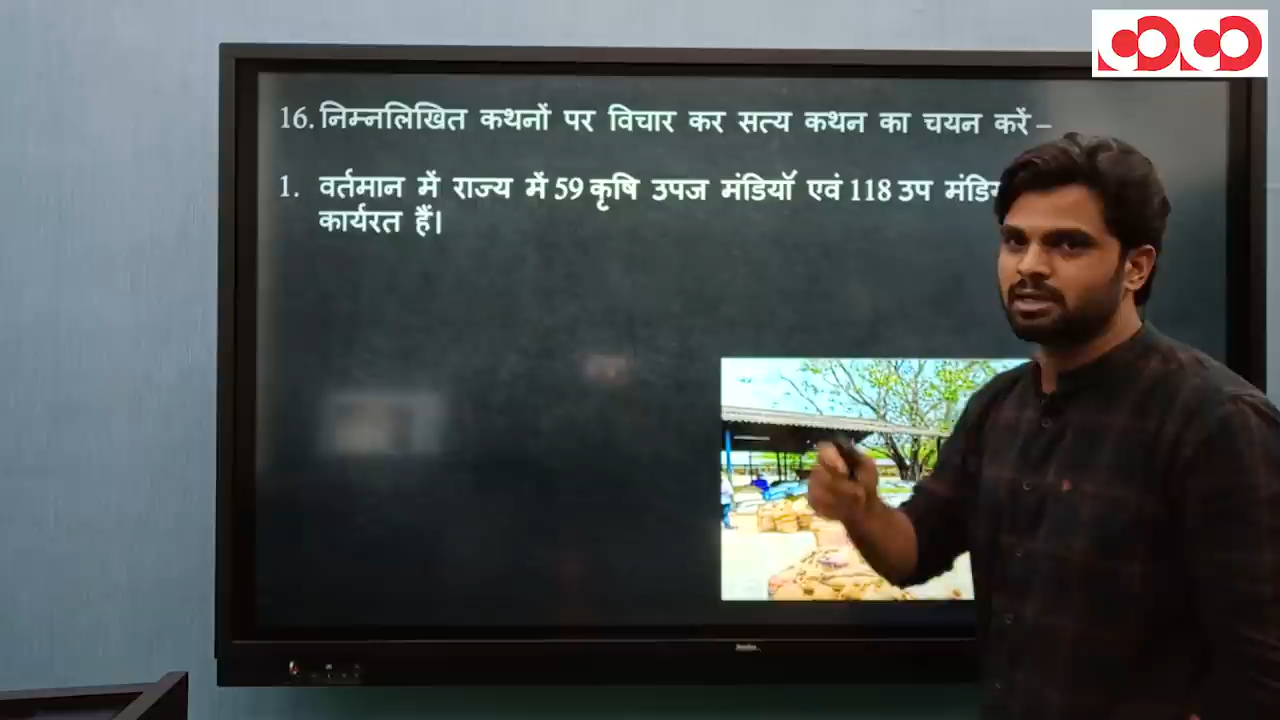 16. निम्नलिखित कथनों पर विचार कर सत्य कथन का चयन करें –
1. वर्तमान में राज्य में 59 कृषि उपज मंडियॉ एवं 118 उप
कार्यरत हैं।